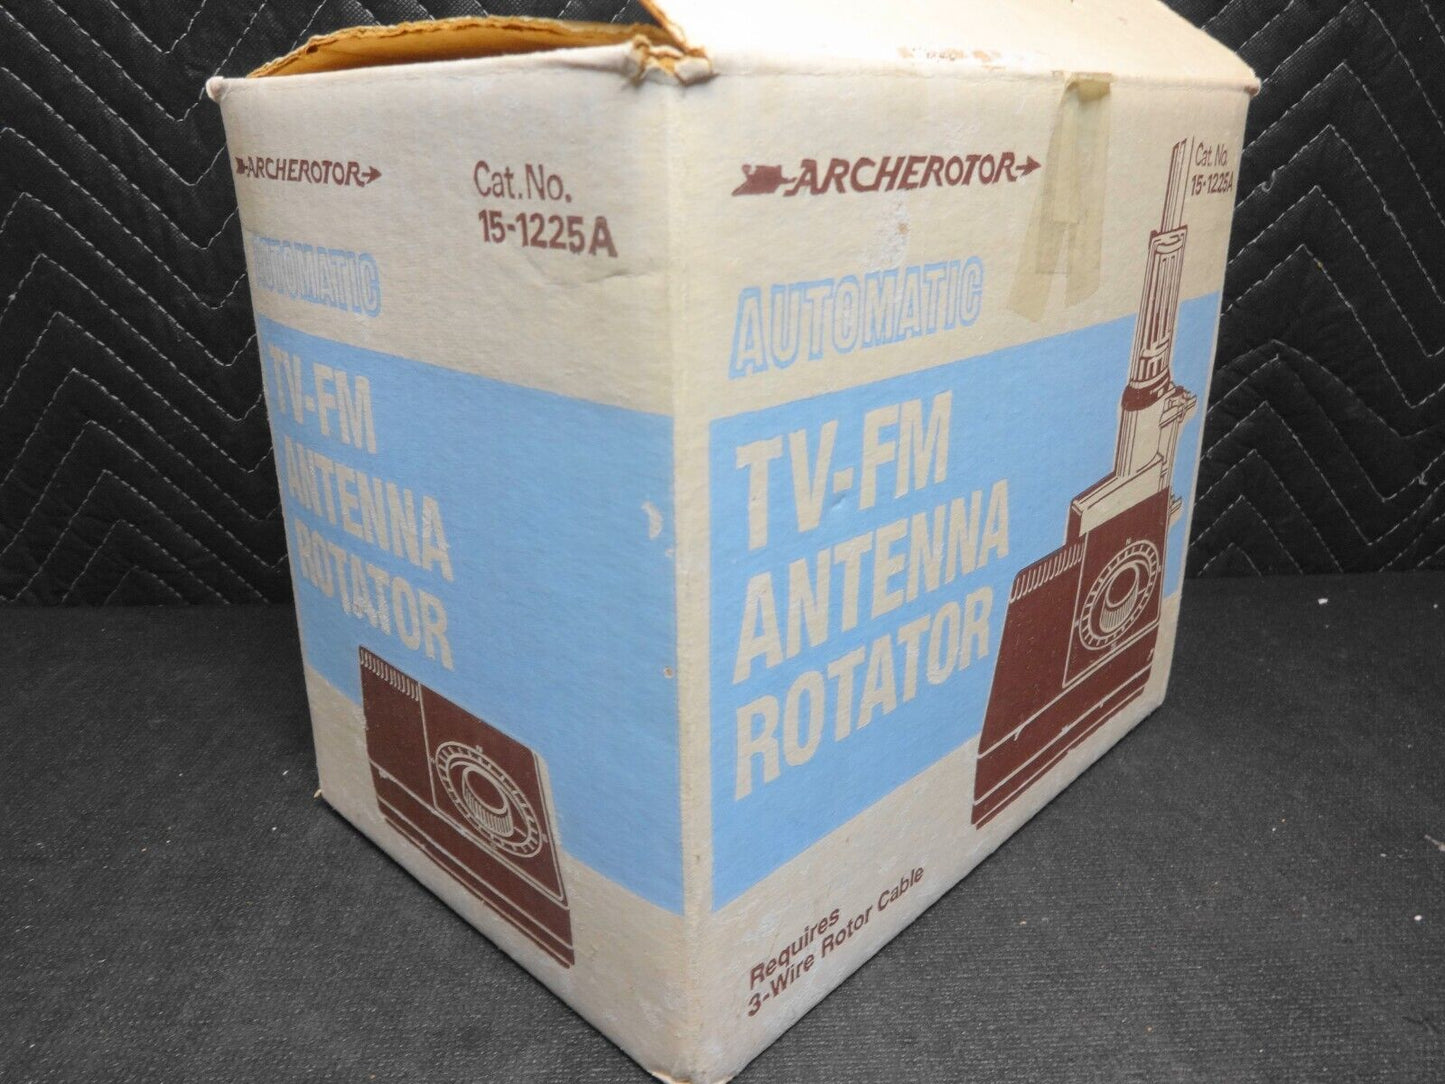 ARCHEROTOR
Cat. No.
15-1225A
AUTOMATIC
TV-FM
ANTENNA
ROTATOR
ARCHEROTOR
Cat. No.
15-1225A
AUTOMATIC
TV-FM
ANTENNA
ROTATOR
Requires
3-Wire Rotor Cable